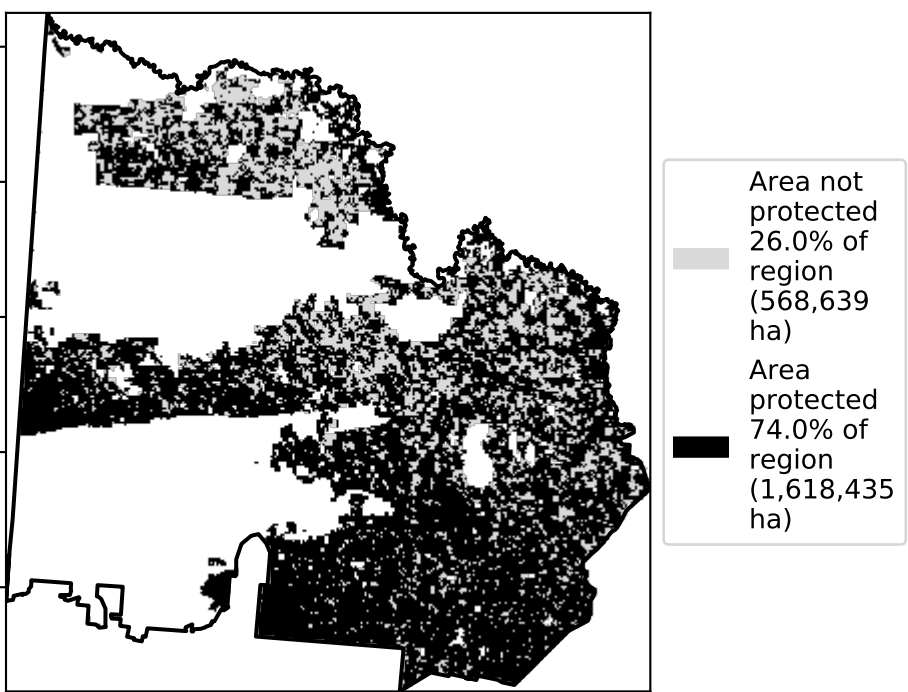 Area not
protected
26.0% of
region
(568,639
ha)
Area
protected
74.0% of
region
(1,618,435
ha)